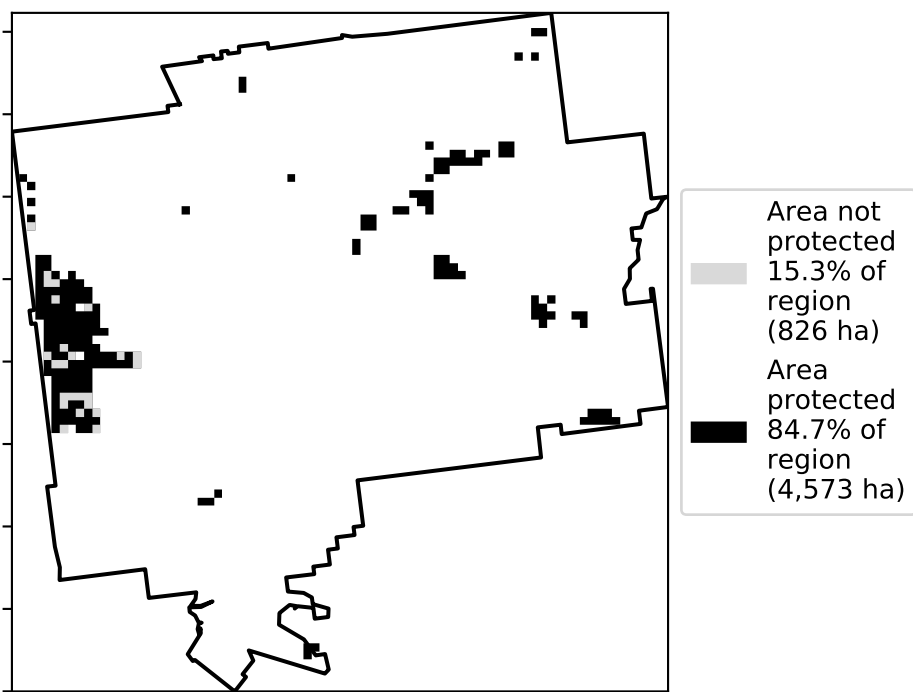 Area not
protected
15.3% of
region
(826 ha)
Area
protected
84.7% of
region
(4,573 ha)